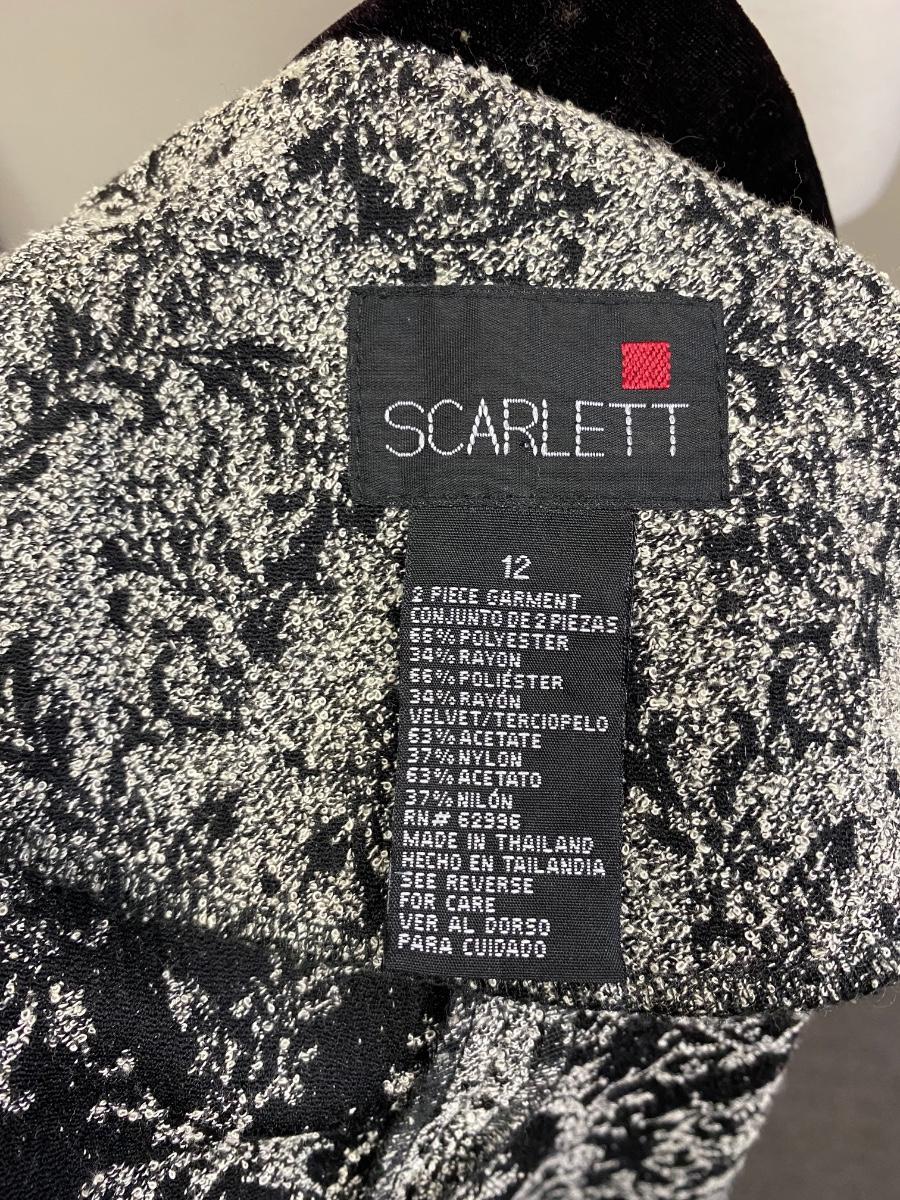 SCARLETT
12
2 PIECE GARMENT
CONJUNTO DE 2 PIEZAS
66% POLYESTER
34% RAYON
66% POLIÉSTER
34% RAYÓN
VELVET/TERCIOPELO
63% ACETATE
37% NYLON
63% ACETATO
37% NILÓN
RN# 62996
MADE IN THAILAND
HECHO EN TAILANDIA
SEE REVERSE
FOR CARE
VER AL DORSO
PARA CUIDADO